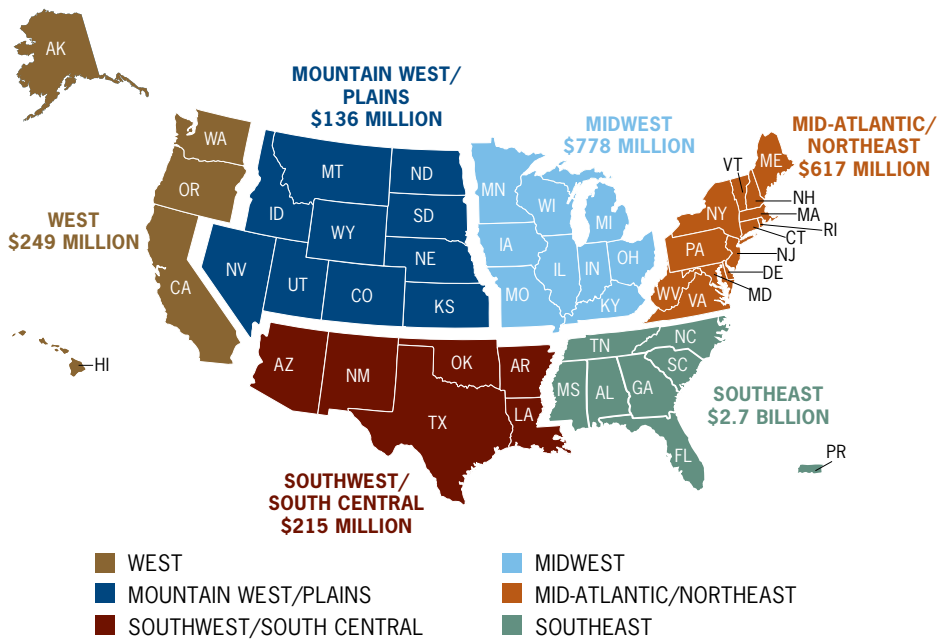 AK
MOUNTAIN WEST/
PLAINS
$136 MILLION
MIDWEST
$778 MILLION
MID-ATLANTIC/
NORTHEAST
$617 MILLION
WEST
$249 MILLION
WA
OR
CA
HI
MT
ND
ID
SD
WY
NE
NV
UT
CO
KS
MN
WI
MI
IA
IL
IN
OH
MO
KY
VT
ME
NH
NY
MA
RI
CT
PA
NJ
DE
MD
WV
VA
AZ
NM
OK
AR
TX
LA
TN
NC
SC
MS
AL
GA
FL
SOUTHEAST
$2.7 BILLION
PR
SOUTHWEST/
SOUTH CENTRAL
$215 MILLION
WEST
MOUNTAIN WEST/PLAINS
SOUTHWEST/SOUTH CENTRAL
MIDWEST
MID-ATLANTIC/NORTHEAST
SOUTHEAST